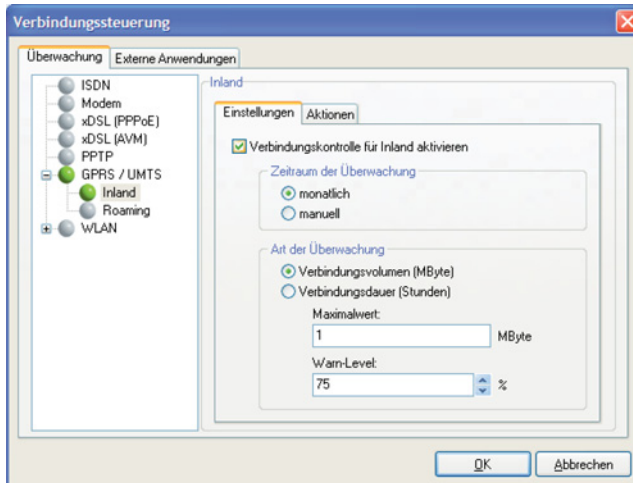 Verbindungssteuerung
Überwachung
Externe Anwendungen
ISDN
Modem
xDSL (PPPoE)
xDSL (AVM)
PPTP
GPRS / UMTS
Inland
Roaming
WLAN
Inland
Einstellungen
Aktionen
Verbindungskontrolle für Inland aktivieren
Zeitraum der Überwachung
monatlich
manuell
Art der Überwachung
Verbindungsvolumen (MByte)
Verbindungsdauer (Stunden)
Maximalwert:
1 MByte
Warn-Level:
75 %
OK
Abbrechen